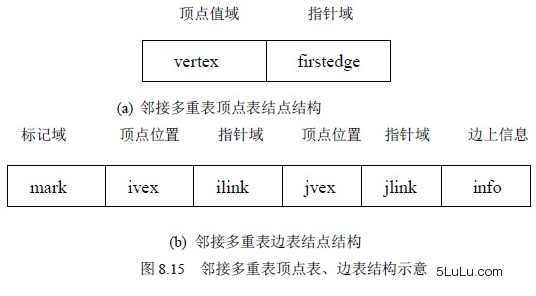 顶点值域 指针域
vertex firstedge
(a) 邻接多重表顶点表结点结构
标记域 顶点位置 指针域 顶点位置 指针域 边上信息
mark ivex ilink jvex jlink info
(b) 邻接多重表边表结点结构
图 8.15 邻接多重表顶点表、边表结构示意 5LuLu.com